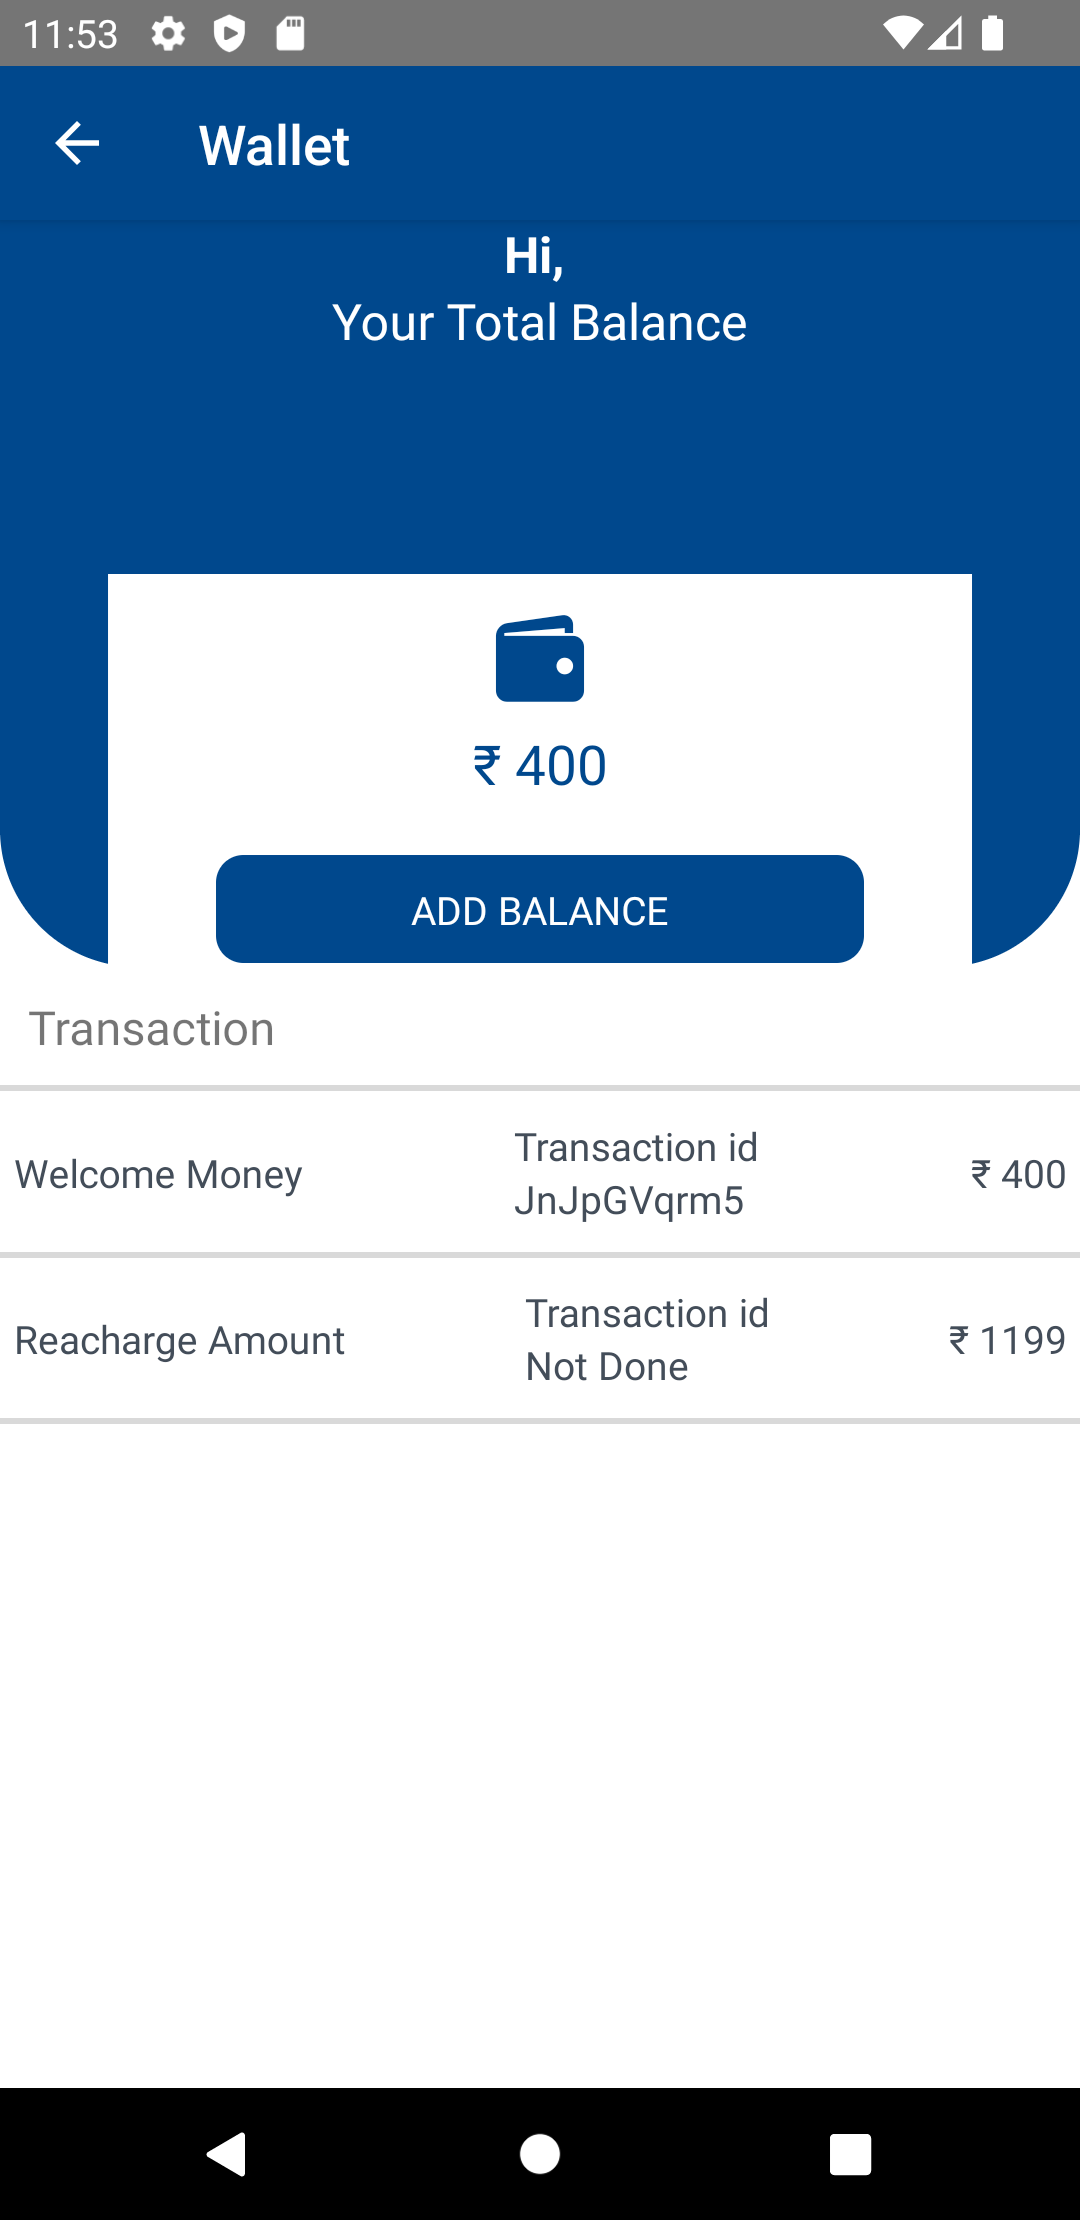 11:53
Wallet
Hi,
Your Total Balance
₹ 400
ADD BALANCE
Transaction
Welcome Money
Transaction id
JnJpGVqrm5
₹ 400
Reacharge Amount
Transaction id
Not Done
₹ 1199